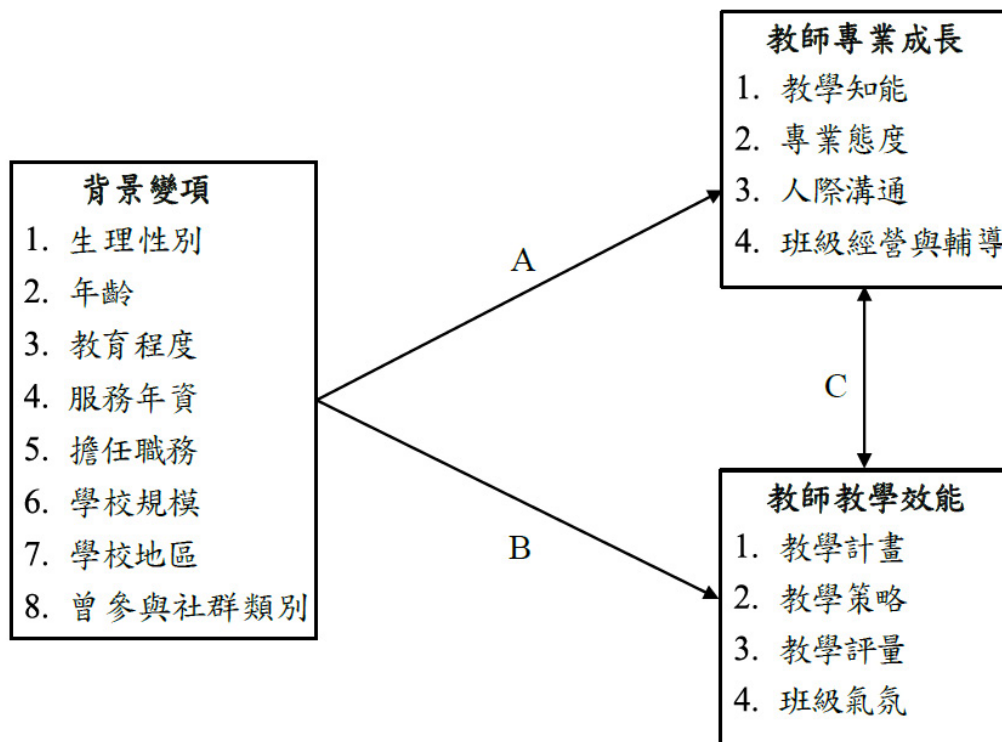 背景變項
1. 生理性別
2. 年齡
3. 教育程度
4. 服務年資
5. 擔任職務
6. 學校規模
7. 學校地區
8. 曾參與社群類別
A
B
教師專業成長
1. 教學知能
2. 專業態度
3. 人際溝通
4. 班級經營與輔導
C
教師教學效能
1. 教學計畫
2. 教學策略
3. 教學評量
4. 班級氣氛